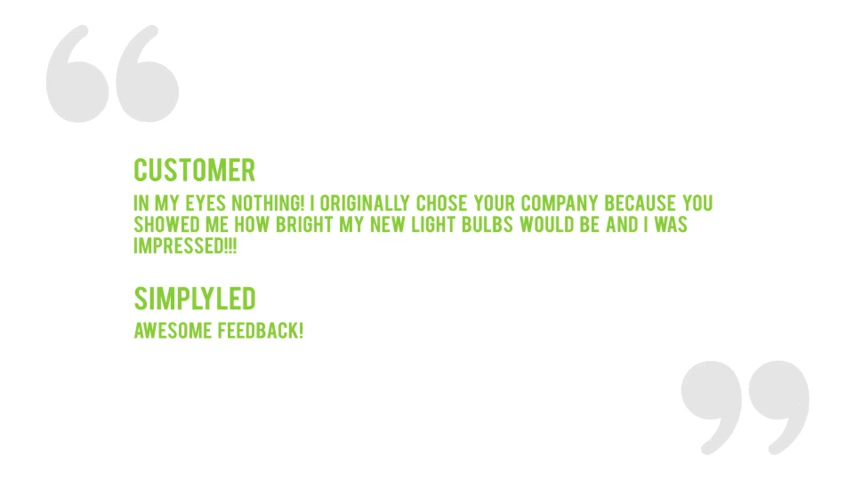 CUSTOMER
IN MY EYES NOTHING! I ORIGINALLY CHOSE YOUR COMPANY BECAUSE YOU
SHOWED ME HOW BRIGHT MY NEW LIGHT BULBS WOULD BE AND I WAS
IMPRESSED!!!
SIMPLYLED
AWESOME FEEDBACK!